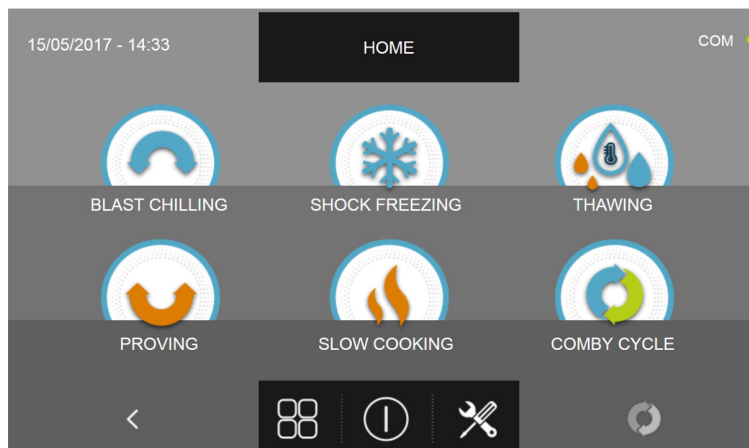 15/05/2017 - 14:33
HOME
COM
BLAST CHILLING
SHOCK FREEZING
THAWING
PROVING
SLOW COOKING
COMBY CYCLE